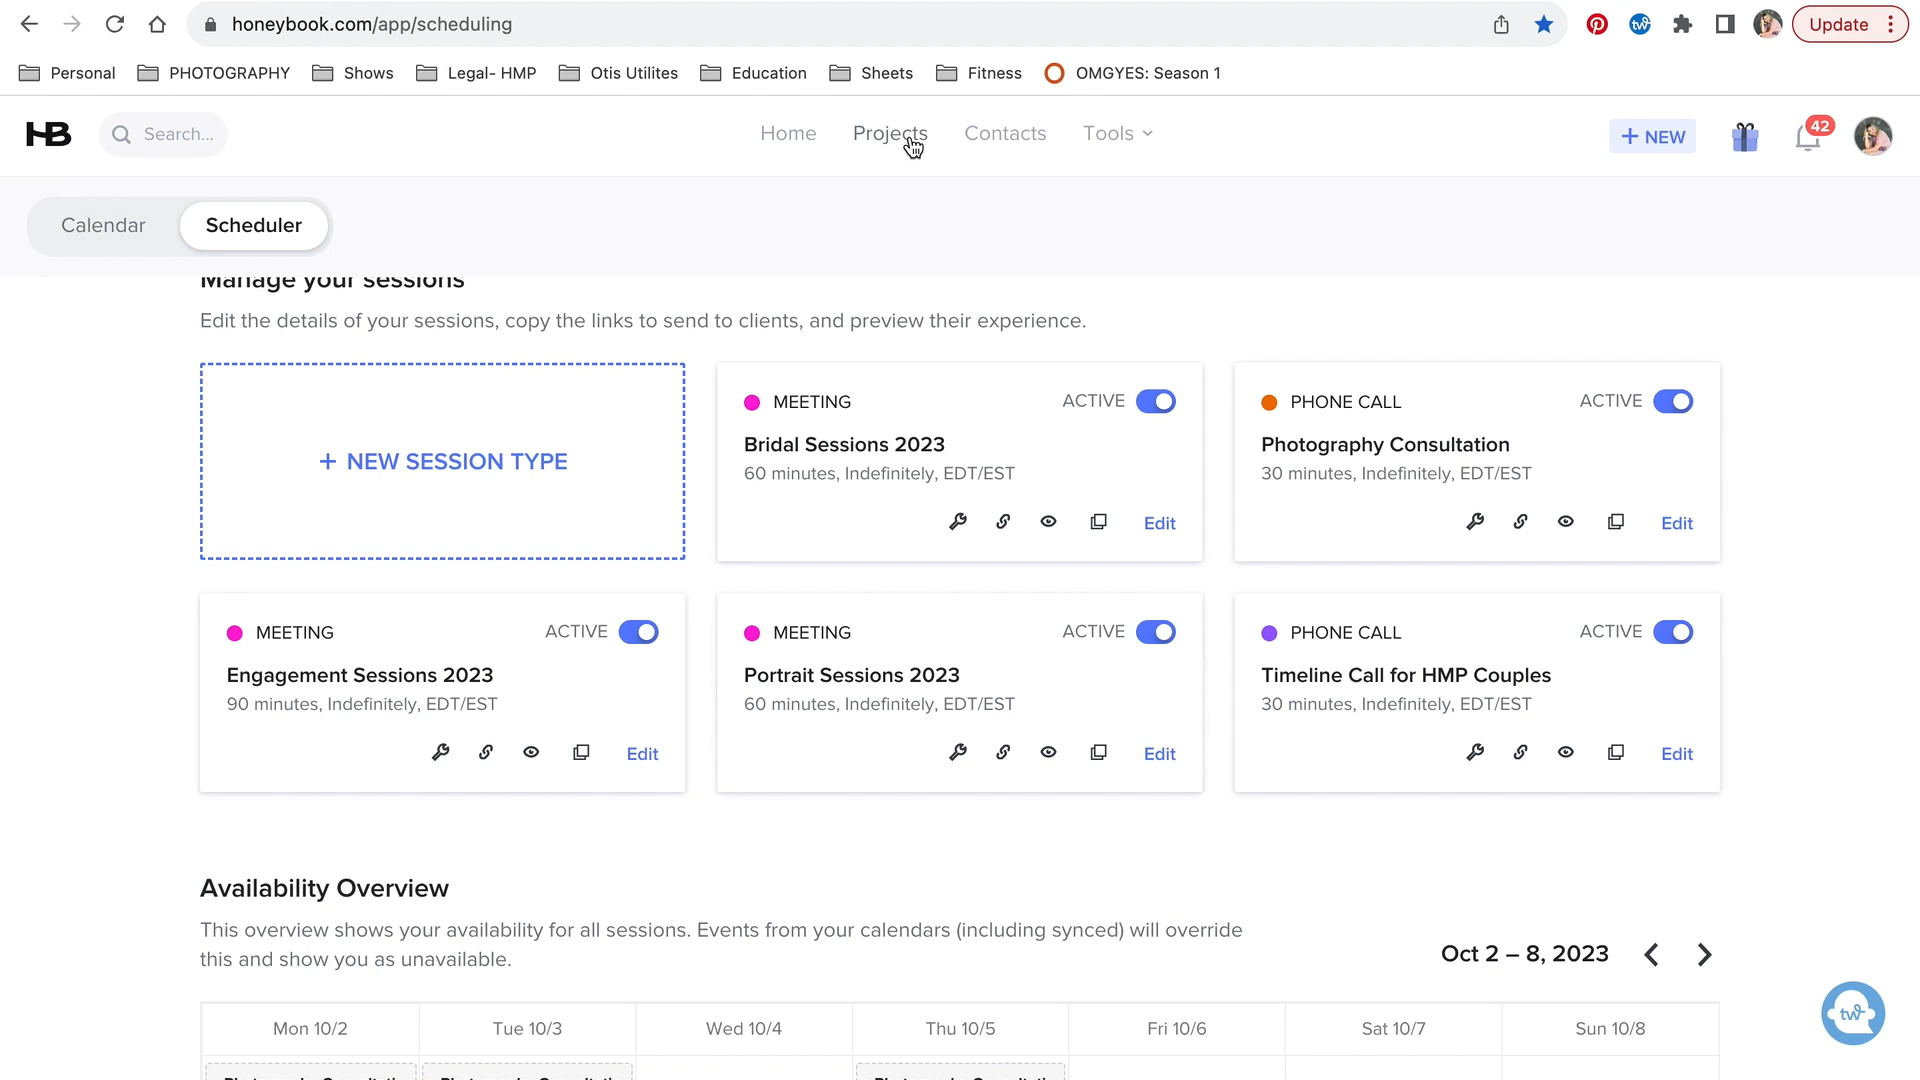 honeybook.com/app/scheduling
Update
Personal PHOTOGRAPHY Shows Legal- HMP Otis Utilites Education Sheets Fitness OMGYES: Season 1
HB Search... Home Projects Contacts Tools + NEW 42
Calendar Scheduler
Manage your sessions
Edit the details of your sessions, copy the links to send to clients, and preview their experience.
+ NEW SESSION TYPE
MEETING ACTIVE
Bridal Sessions 2023
60 minutes, Indefinitely, EDT/EST
Edit
PHONE CALL ACTIVE
Photography Consultation
30 minutes, Indefinitely, EDT/EST
Edit
MEETING ACTIVE
Engagement Sessions 2023
90 minutes, Indefinitely, EDT/EST
Edit
MEETING ACTIVE
Portrait Sessions 2023
60 minutes, Indefinitely, EDT/EST
Edit
PHONE CALL ACTIVE
Timeline Call for HMP Couples
30 minutes, Indefinitely, EDT/EST
Edit
Availability Overview
This overview shows your availability for all sessions. Events from your calendars (including synced) will override
this and show you as unavailable.
Oct 2 – 8, 2023
tw
Mon 10/2 Tue 10/3 Wed 10/4 Thu 10/5 Fri 10/6 Sat 10/7 Sun 10/8